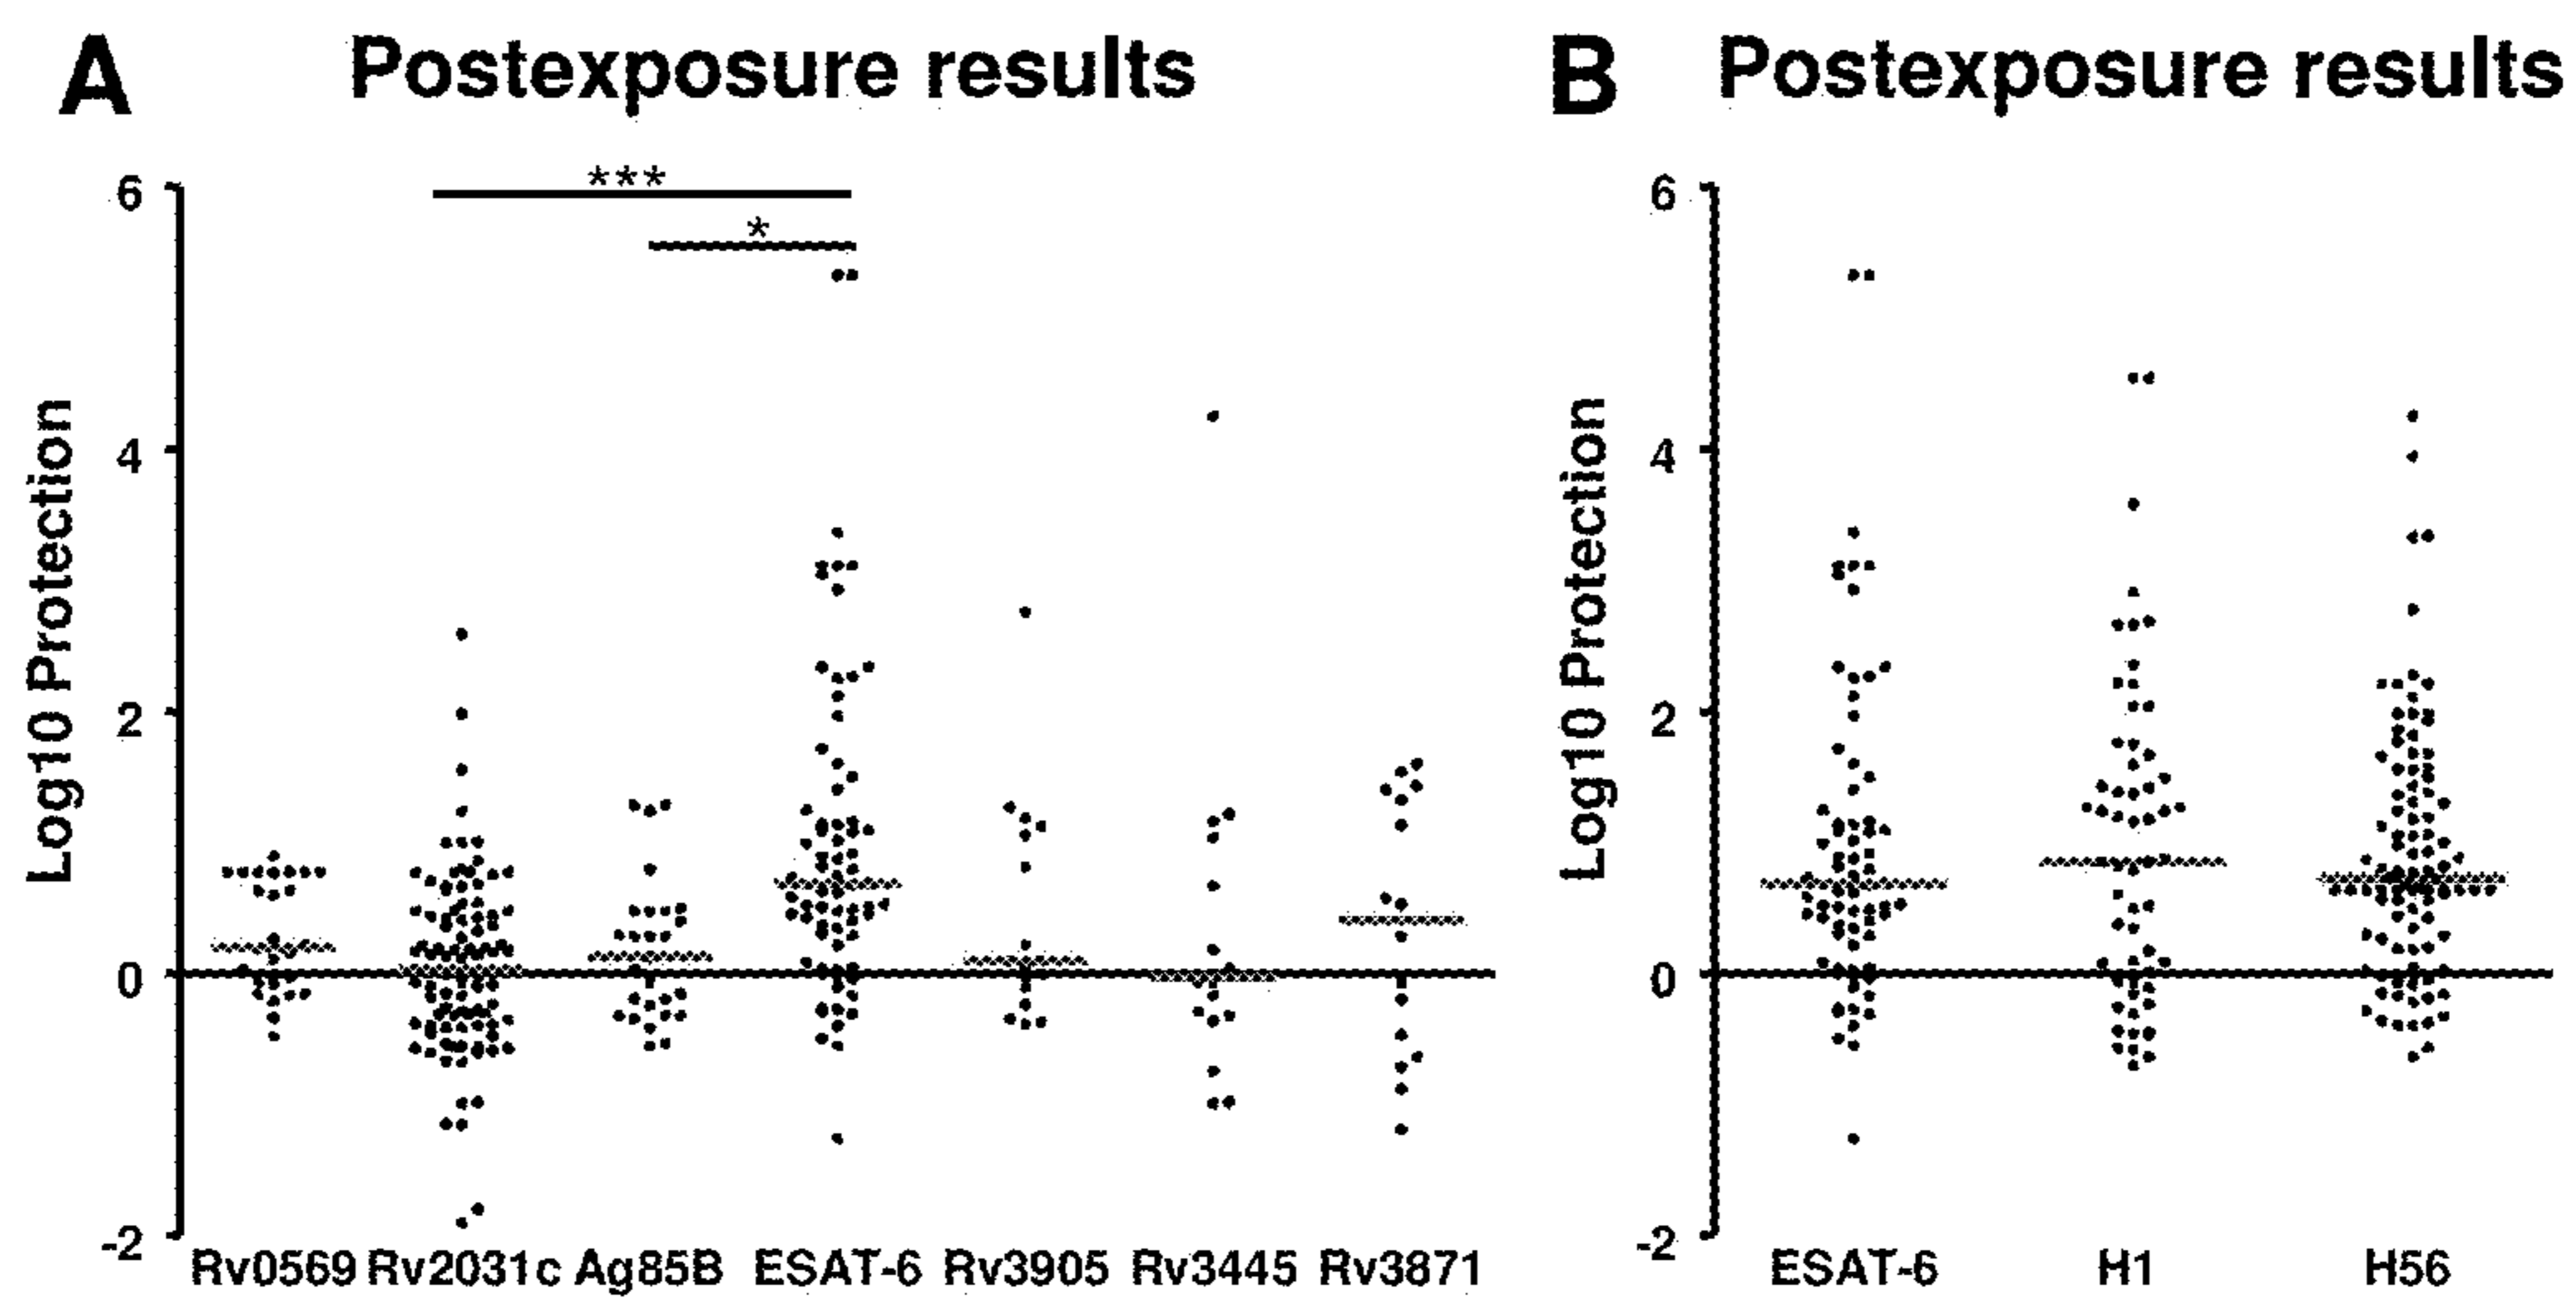 A Postexposure results
***
*
6
4
2
0
-2
Log10 Protection
Rv0569 Rv2031c Ag85B ESAT-6 Rv3905 Rv3445 Rv3871
B Postexposure results
6
4
2
0
-2
Log10 Protection
ESAT-6 H1 H56